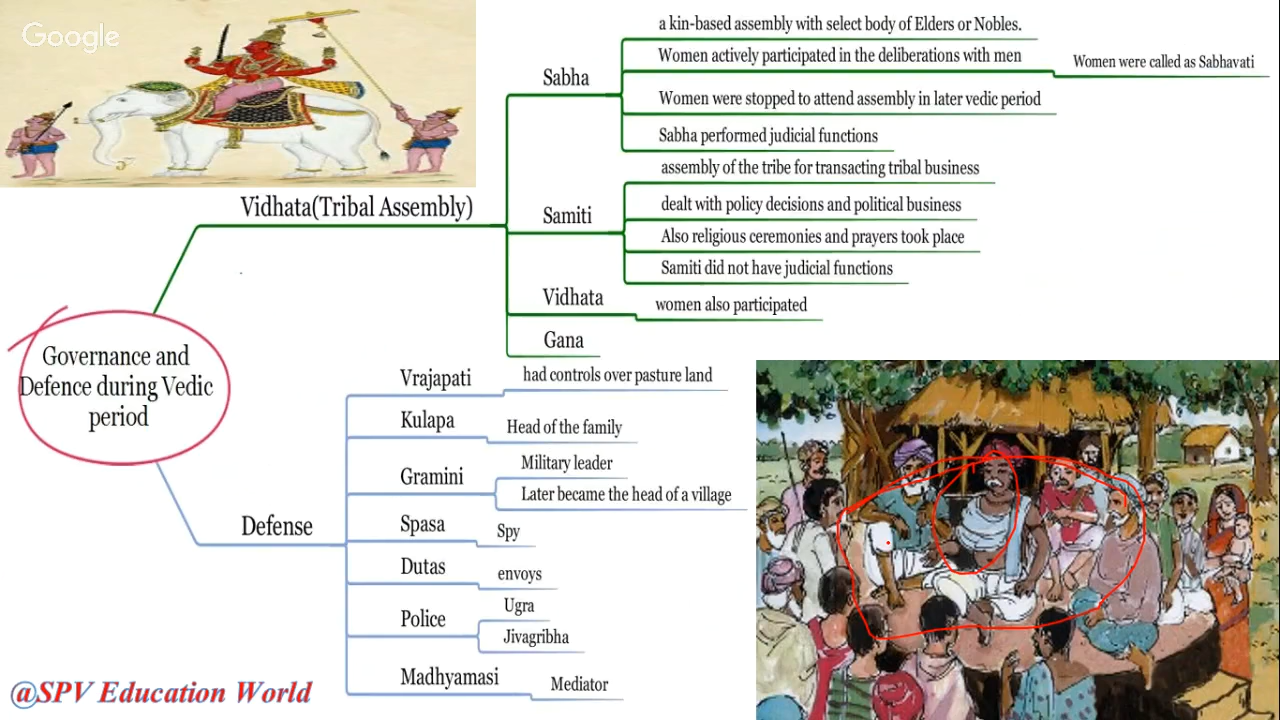 Google
a kin-based assembly with select body of Elders or Nobles.
Sabha
Women actively participated in the deliberations with men
Women were called as Sabhavati
Women were stopped to attend assembly in later vedic period
Sabha performed judicial functions
Vidhata(Tribal Assembly)
assembly of the tribe for transacting tribal business
Samiti
dealt with policy decisions and political business
Also religious ceremonies and prayers took place
Samiti did not have judicial functions
Vidhata
women also participated
Gana
Governance and
Defence during Vedic
period
Vrajapati
had controls over pasture land
Kulapa
Head of the family
Gramini
Military leader
Later became the head of a village
Defense
Spasa
Spy
Dutas
envoys
Police
Ugra
Jivagribha
Madhyamasi
Mediator
@SPV Education World